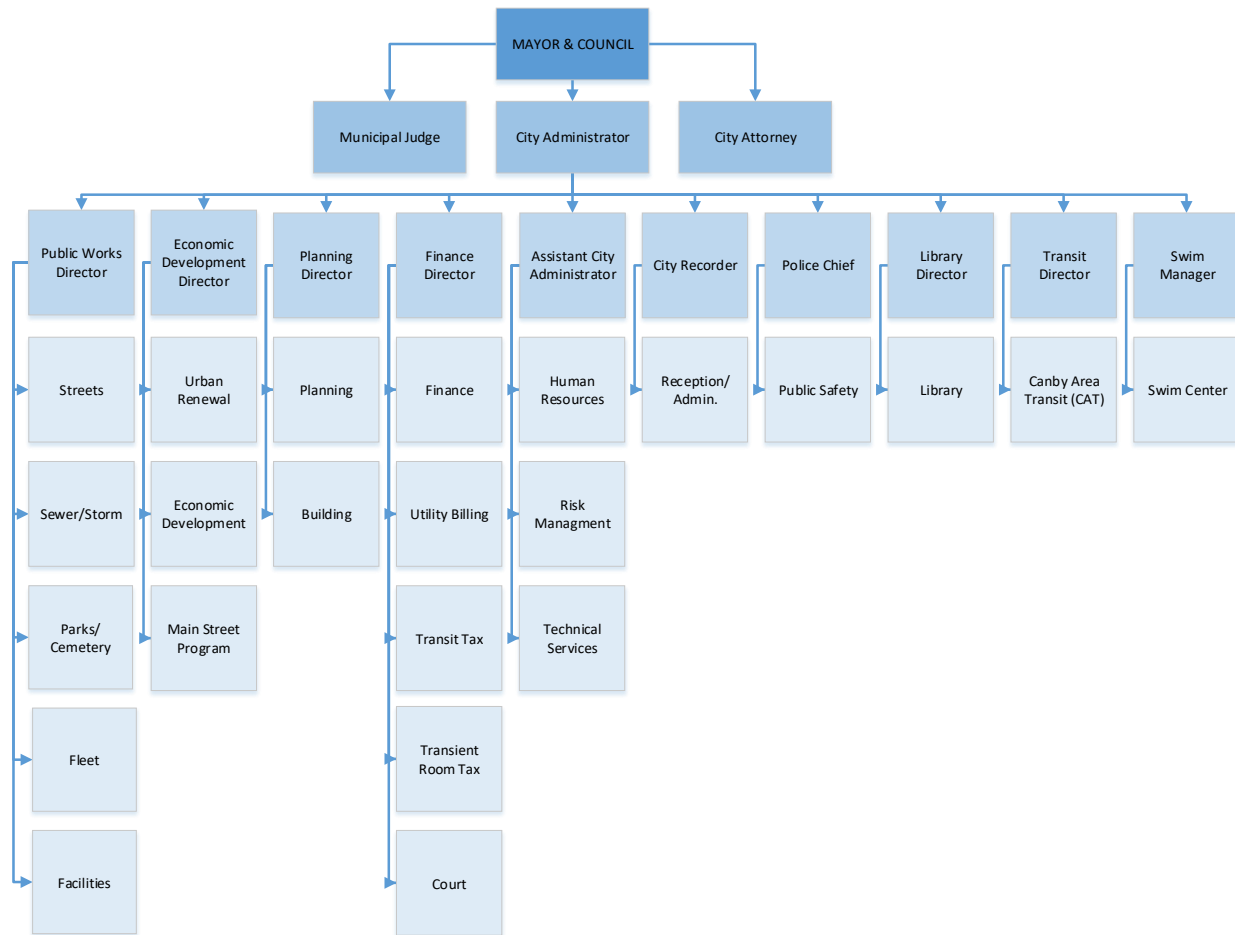 MAYOR & COUNCIL
Municipal Judge
City Administrator
City Attorney
Public Works
Director
Economic
Development
Director
Planning
Director
Finance
Director
Assistant City
Administrator
City Recorder
Police Chief
Library
Director
Transit
Director
Swim
Manager
Streets
Urban
Renewal
Planning
Finance
Human
Resources
Reception/
Admin.
Public Safety
Library
Canby Area
Transit (CAT)
Swim Center
Sewer/Storm
Economic
Development
Building
Utility Billing
Risk
Managment
Parks/
Cemetery
Main Street
Program
Transit Tax
Technical
Services
Fleet
Transient
Room Tax
Facilities
Court